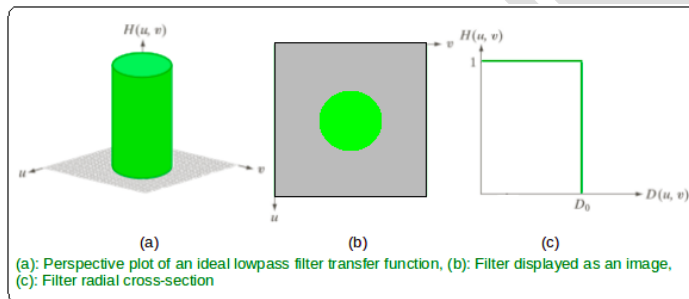 H(u, v)
u
v
(a)
v
u
(b)
H(u, v)
1
D₀
D(u, v)
(c)
(a): Perspective plot of an ideal lowpass filter transfer function, (b): Filter displayed as an image,
(c): Filter radial cross-section